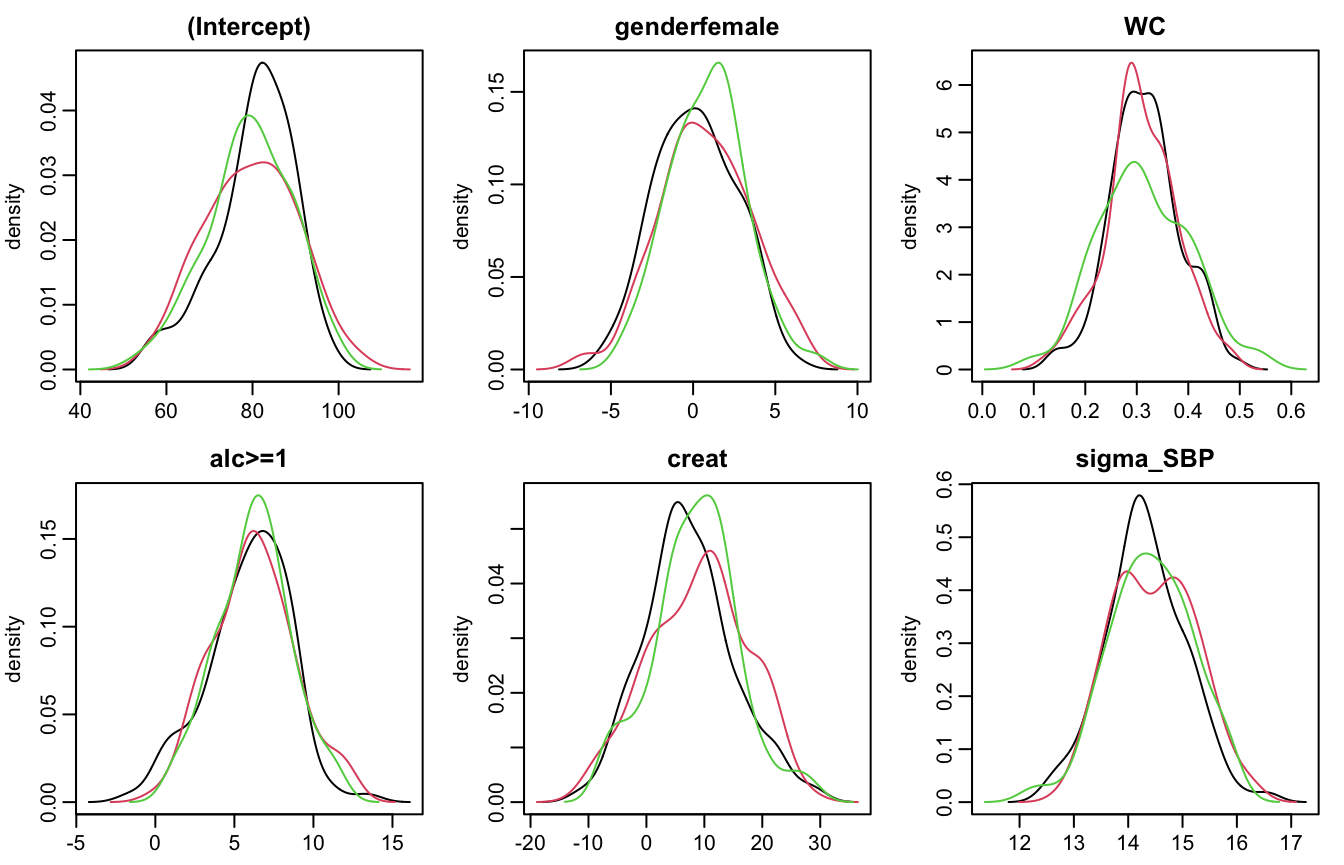 (Intercept)
density
0.00 0.01 0.02 0.03 0.04
40 60 80 100
genderfemale
density
0.00 0.05 0.10 0.15
-10 -5 0 5 10
WC
density
0 1 2 3 4 5 6
0.0 0.1 0.2 0.3 0.4 0.5 0.6
alc>=1
density
0.00 0.05 0.10 0.15
-5 0 5 10 15
creat
density
0.00 0.02 0.04
-20 -10 0 10 20 30
sigma_SBP
density
0.0 0.1 0.2 0.3 0.4 0.5 0.6
12 13 14 15 16 17